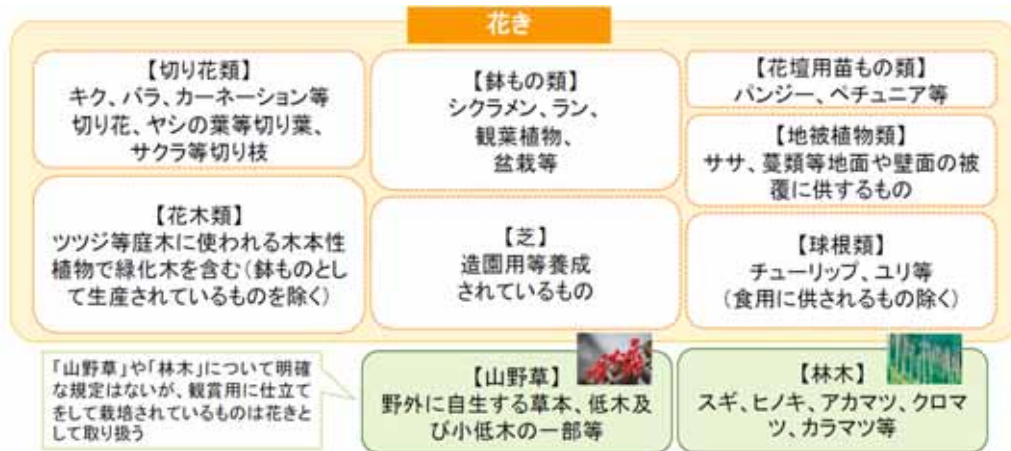 花き
【切り花類】
キク、バラ、カーネーション等
切り花、ヤシの葉等切り葉、
サクラ等切り枝
【鉢もの類】
シクラメン、ラン、
観葉植物、
盆栽等
【花壇用苗もの類】
パンジー、ペチュニア等
【地被植物類】
ササ、蔓類等地面や壁面の被
覆に供するもの
【花木類】
ツツジ等庭木に使われる木本性
植物で緑化木を含む(鉢ものとし
て生産されているものを除く)
【芝】
造園用等養成
されているもの
【球根類】
チューリップ、ユリ等
(食用に供されるもの除く)
「山野草」や「林木」について明確
な規定はないが、観賞用に仕立て
をして栽培されているものは花きと
して取り扱う
【山野草】
野外に自生する草本、低木及
び小低木の一部等
【林木】
スギ、ヒノキ、アカマツ、クロマ
ツ、カラマツ等